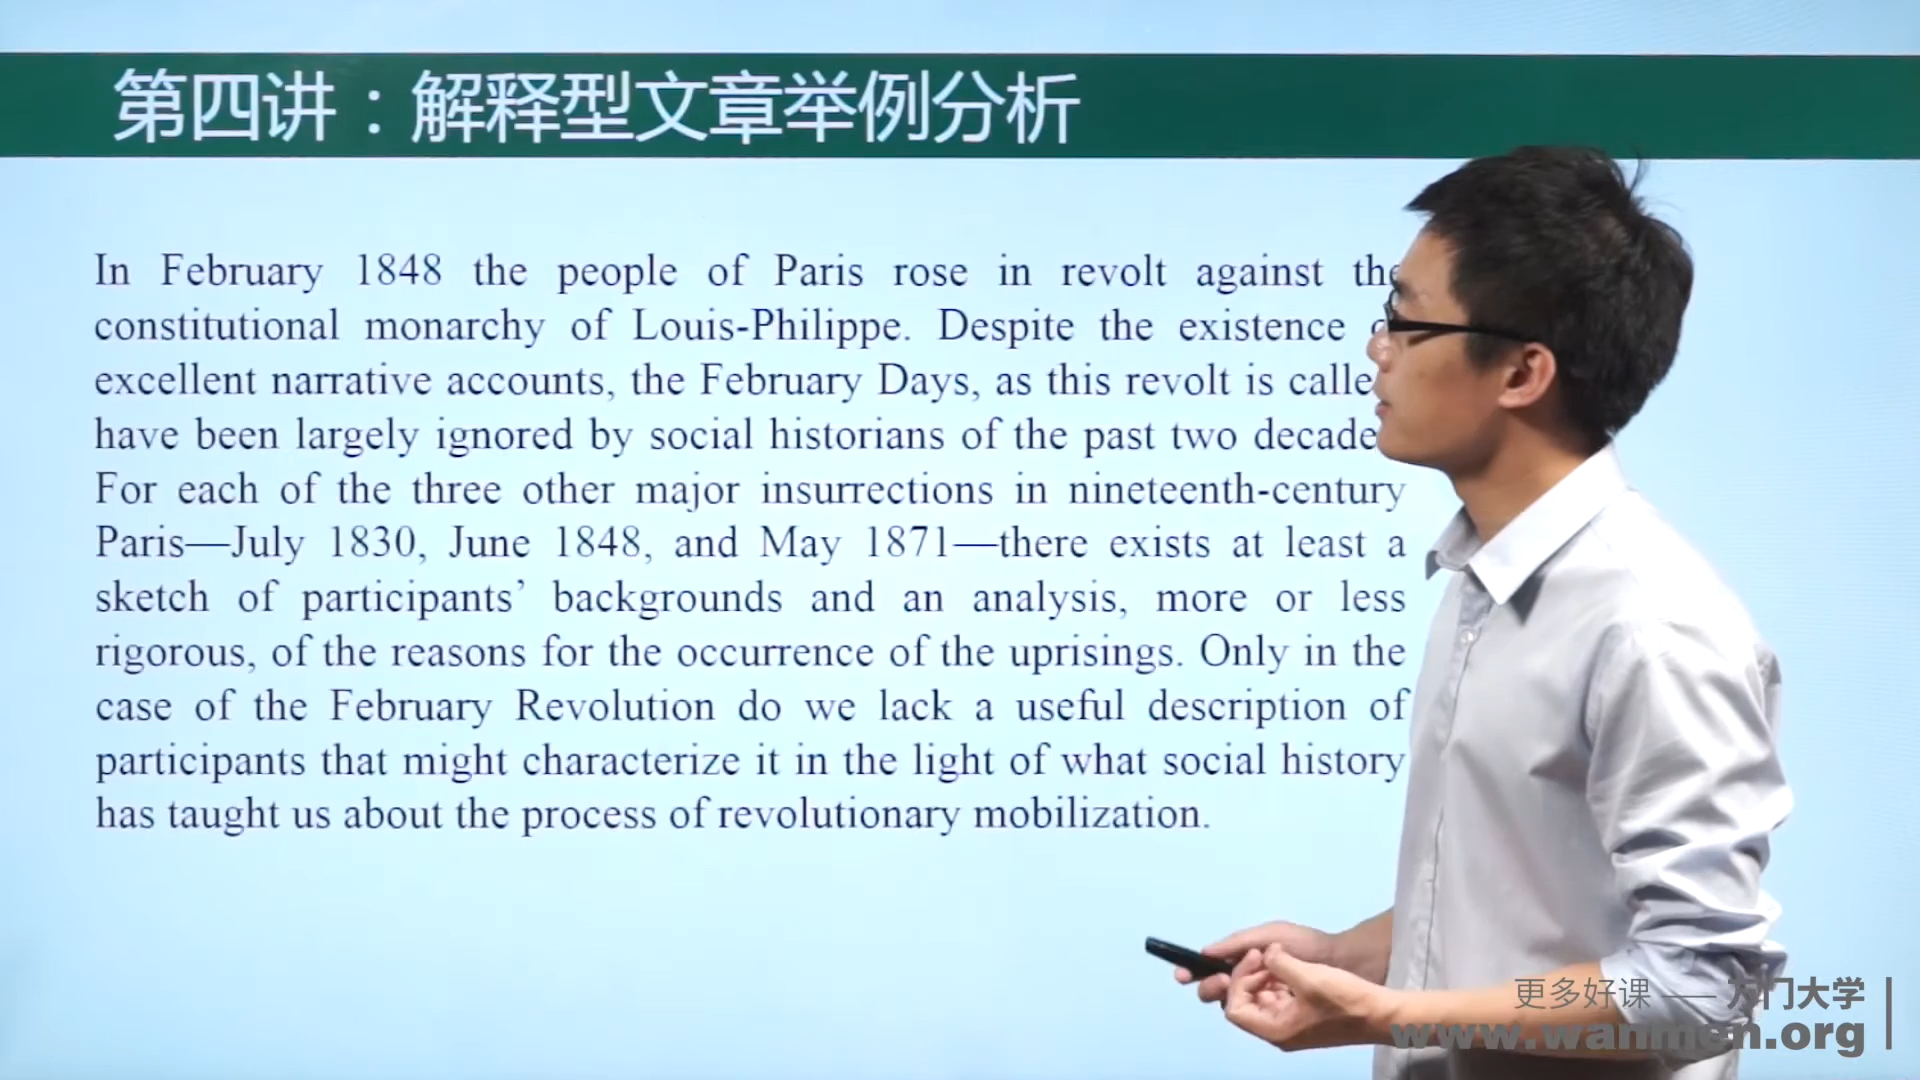 第四讲：解释型文章举例分析
In February 1848 the people of Paris rose in revolt against the
constitutional monarchy of Louis-Philippe. Despite the existence
excellent narrative accounts, the February Days, as this revolt is
have been largely ignored by social historians of the past two
For each of the three other major insurrections in nineteenth-century
Paris—July 1830, June 1848, and May 1871—there exists at least a
sketch of participants’ backgrounds and an analysis, more or less
rigorous, of the reasons for the occurrence of the uprisings. Only in the
case of the February Revolution do we lack a useful description of
participants that might characterize it in the light of what social history
has taught us about the process of revolutionary mobilization.
更多好课 —— 万门大学
www.wanmen.org